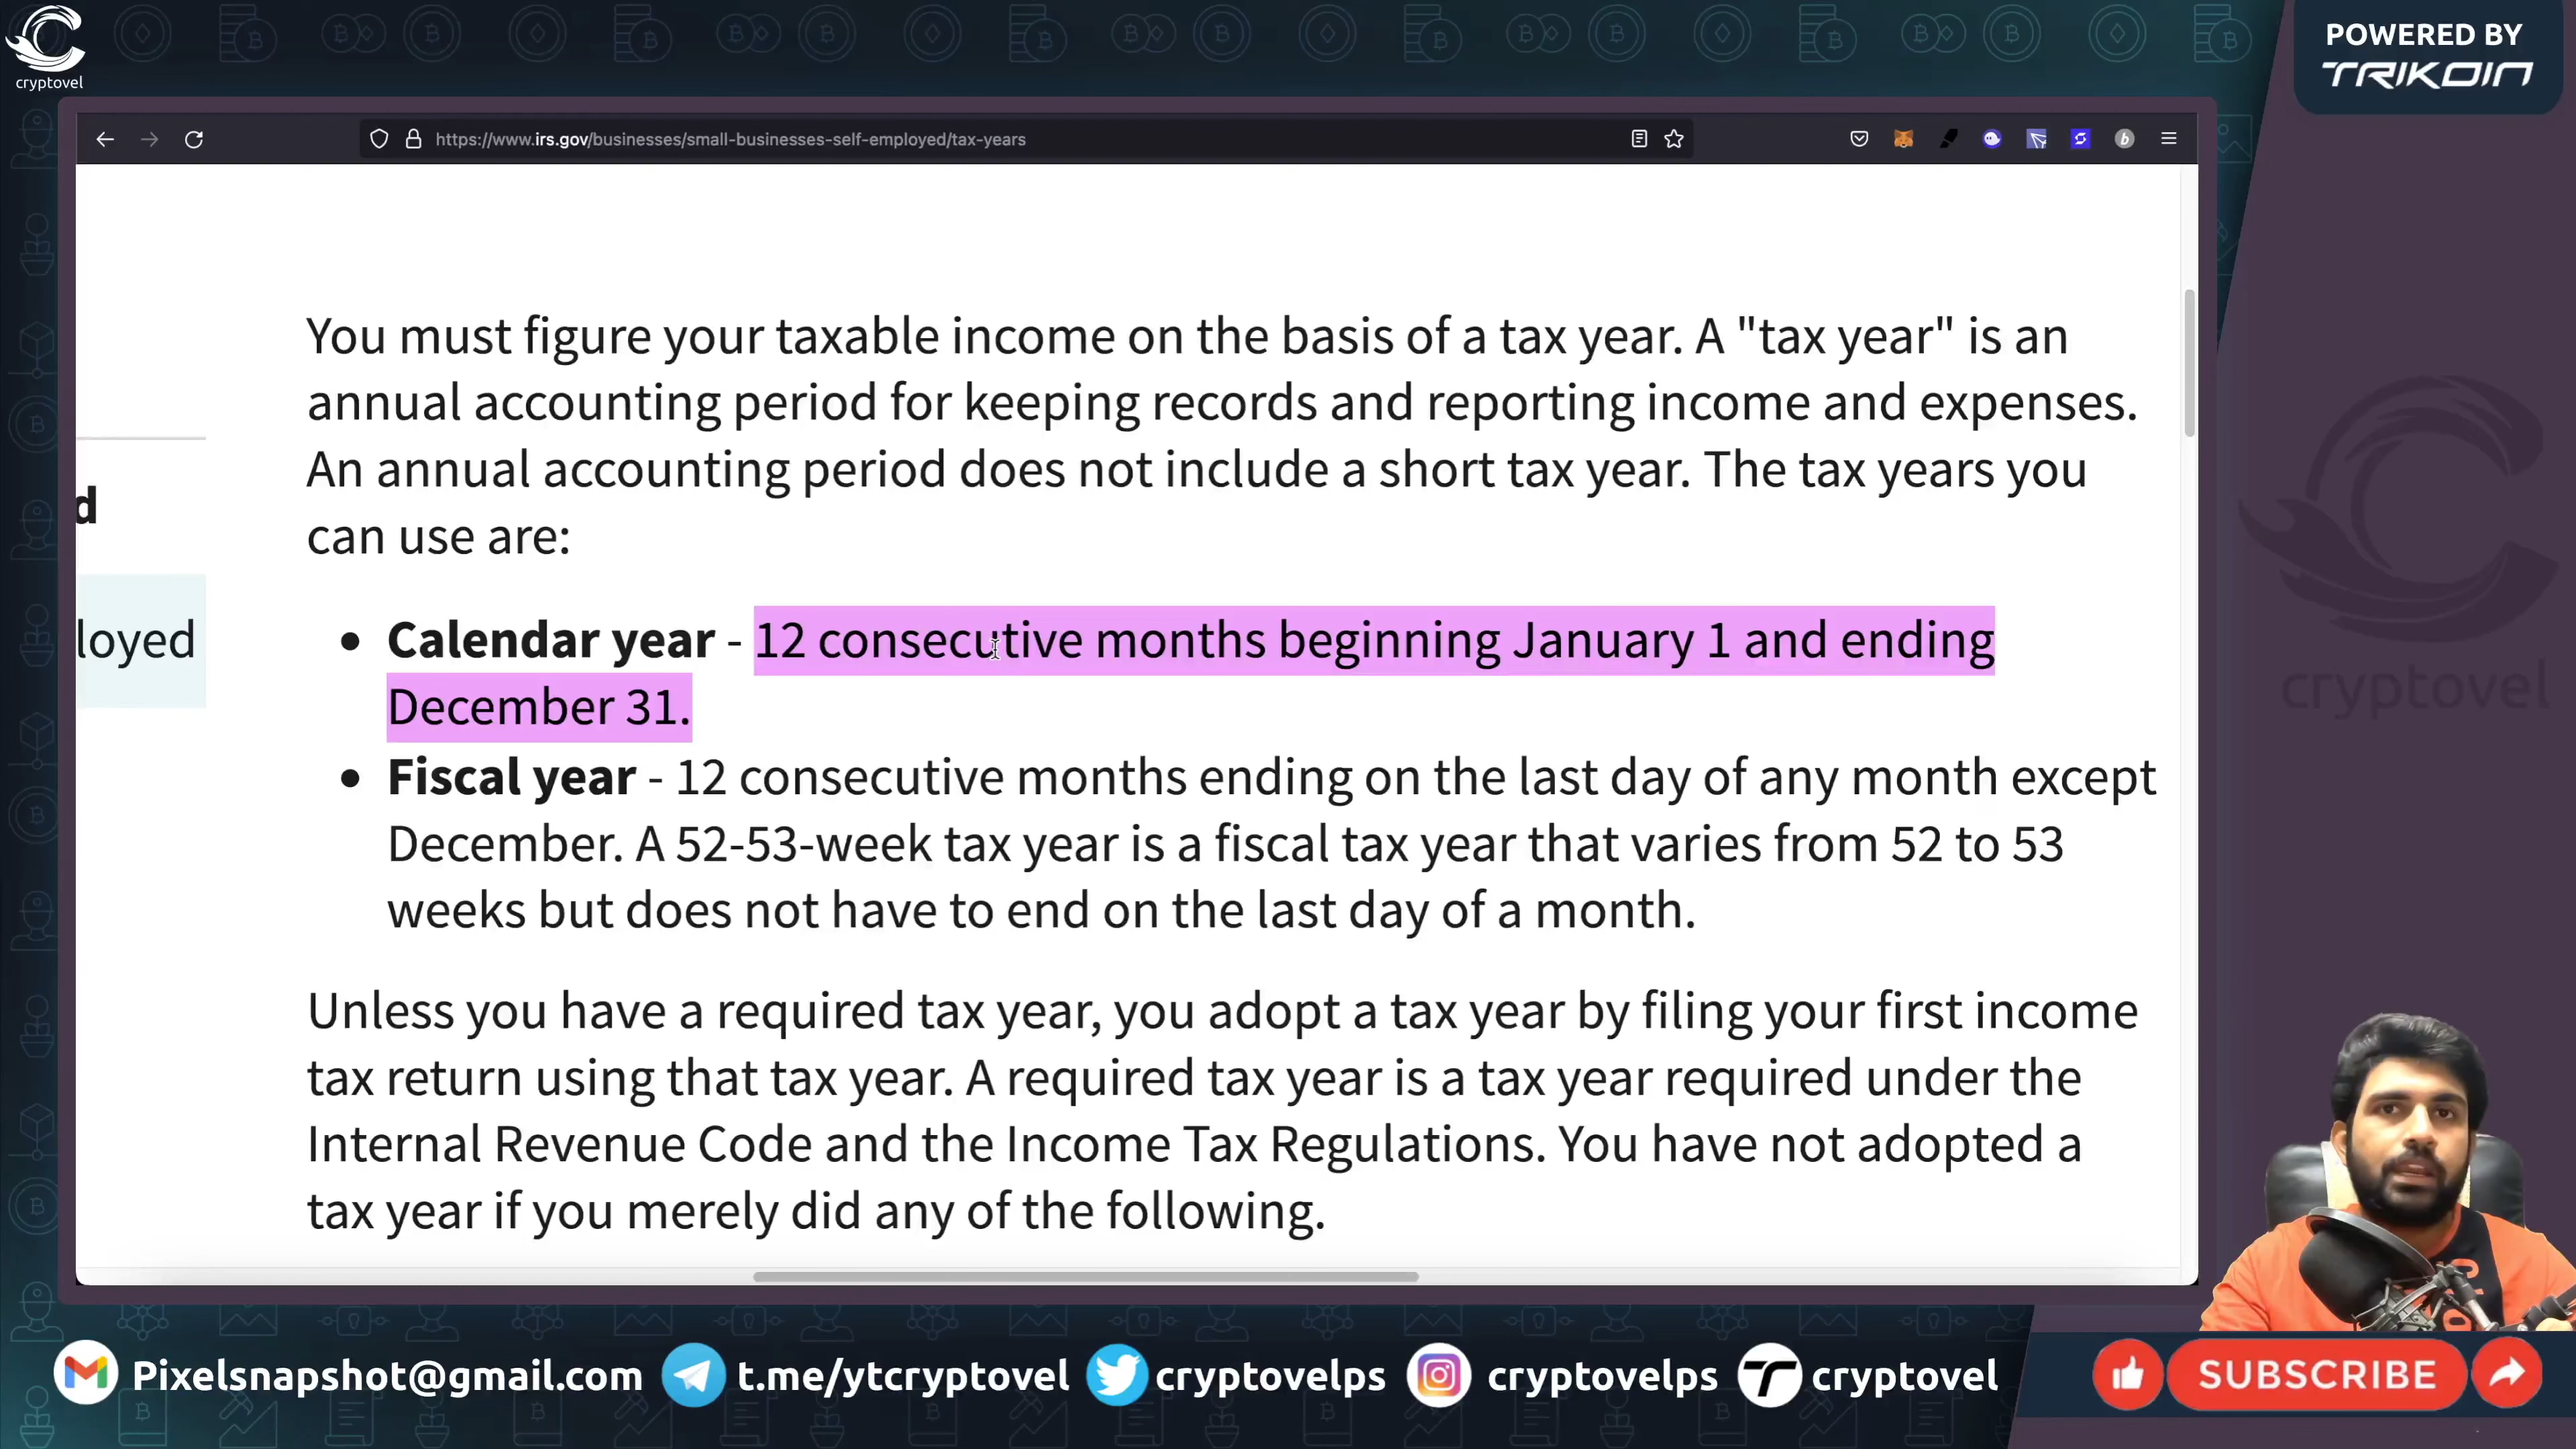 cryptovel
POWERED BY
TRIKOIN
https://www.irs.gov/businesses/small-businesses-self-employed/tax-years
You must figure your taxable income on the basis of a tax year. A "tax year" is an
annual accounting period for keeping records and reporting income and expenses.
An annual accounting period does not include a short tax year. The tax years you
can use are:
d
loyed
• Calendar year - 12 consecutive months beginning January 1 and ending
December 31.
• Fiscal year - 12 consecutive months ending on the last day of any month except
December. A 52-53-week tax year is a fiscal tax year that varies from 52 to 53
weeks but does not have to end on the last day of a month.
Unless you have a required tax year, you adopt a tax year by filing your first income
tax return using that tax year. A required tax year is a tax year required under the
Internal Revenue Code and the Income Tax Regulations. You have not adopted a
tax year if you merely did any of the following.
cryptovel
Pixelsnapshot@gmail.com t.me/ytcryptovel cryptovelps cryptovelps cryptovel
SUBSCRIBE